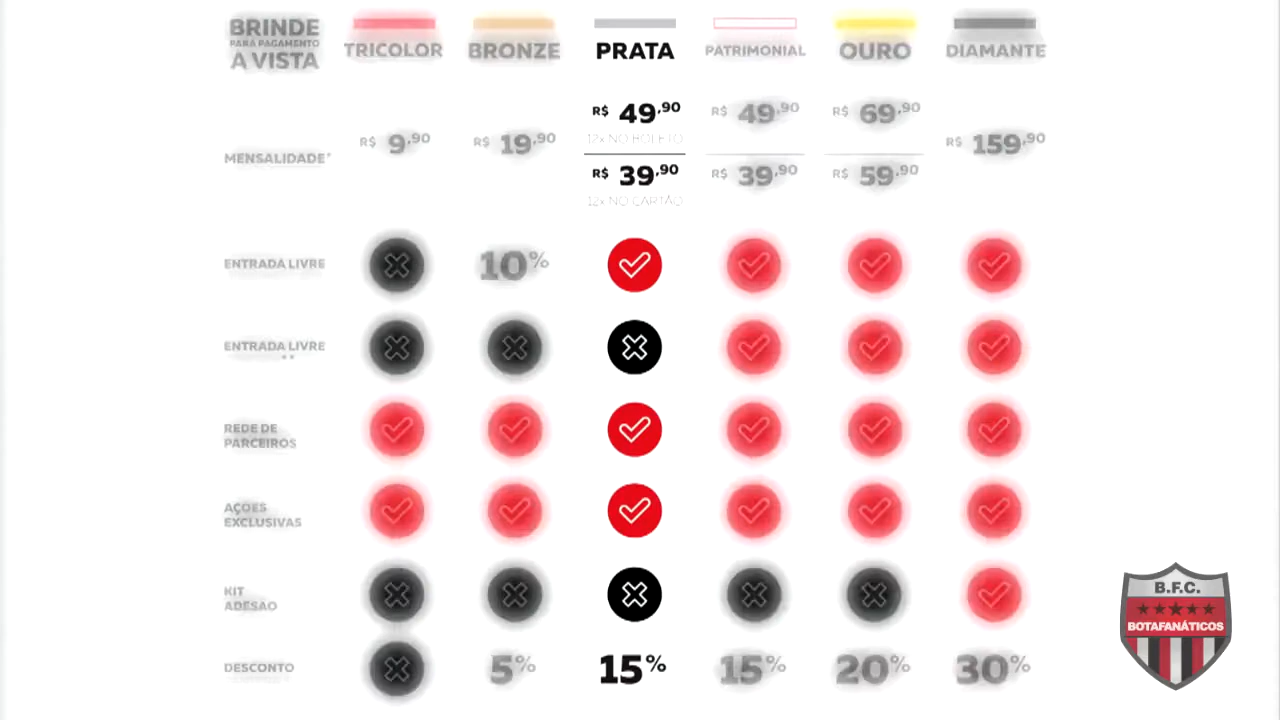 BRINDE
PARA PAGAMENTO
A VISTA
TRICOLOR
BRONZE
PRATA
PATRIMONIAL
OURO
DIAMANTE
MENSALIDADE*
R$ 9,90
R$ 19,90
R$ 49,90
12x NO BOLETO
R$ 39,90
12x NO CARTÃO
R$ 49,90
R$ 39,90
R$ 69,90
R$ 59,90
R$ 159,90
ENTRADA LIVRE
10%
ENTRADA LIVRE
**
REDE DE
PARCEIROS
AÇOES
EXCLUSIVAS
KIT
ADESAO
DESCONTO
5%
15%
15%
20%
30%
B.F.C.
BOTAFANÁTICOS